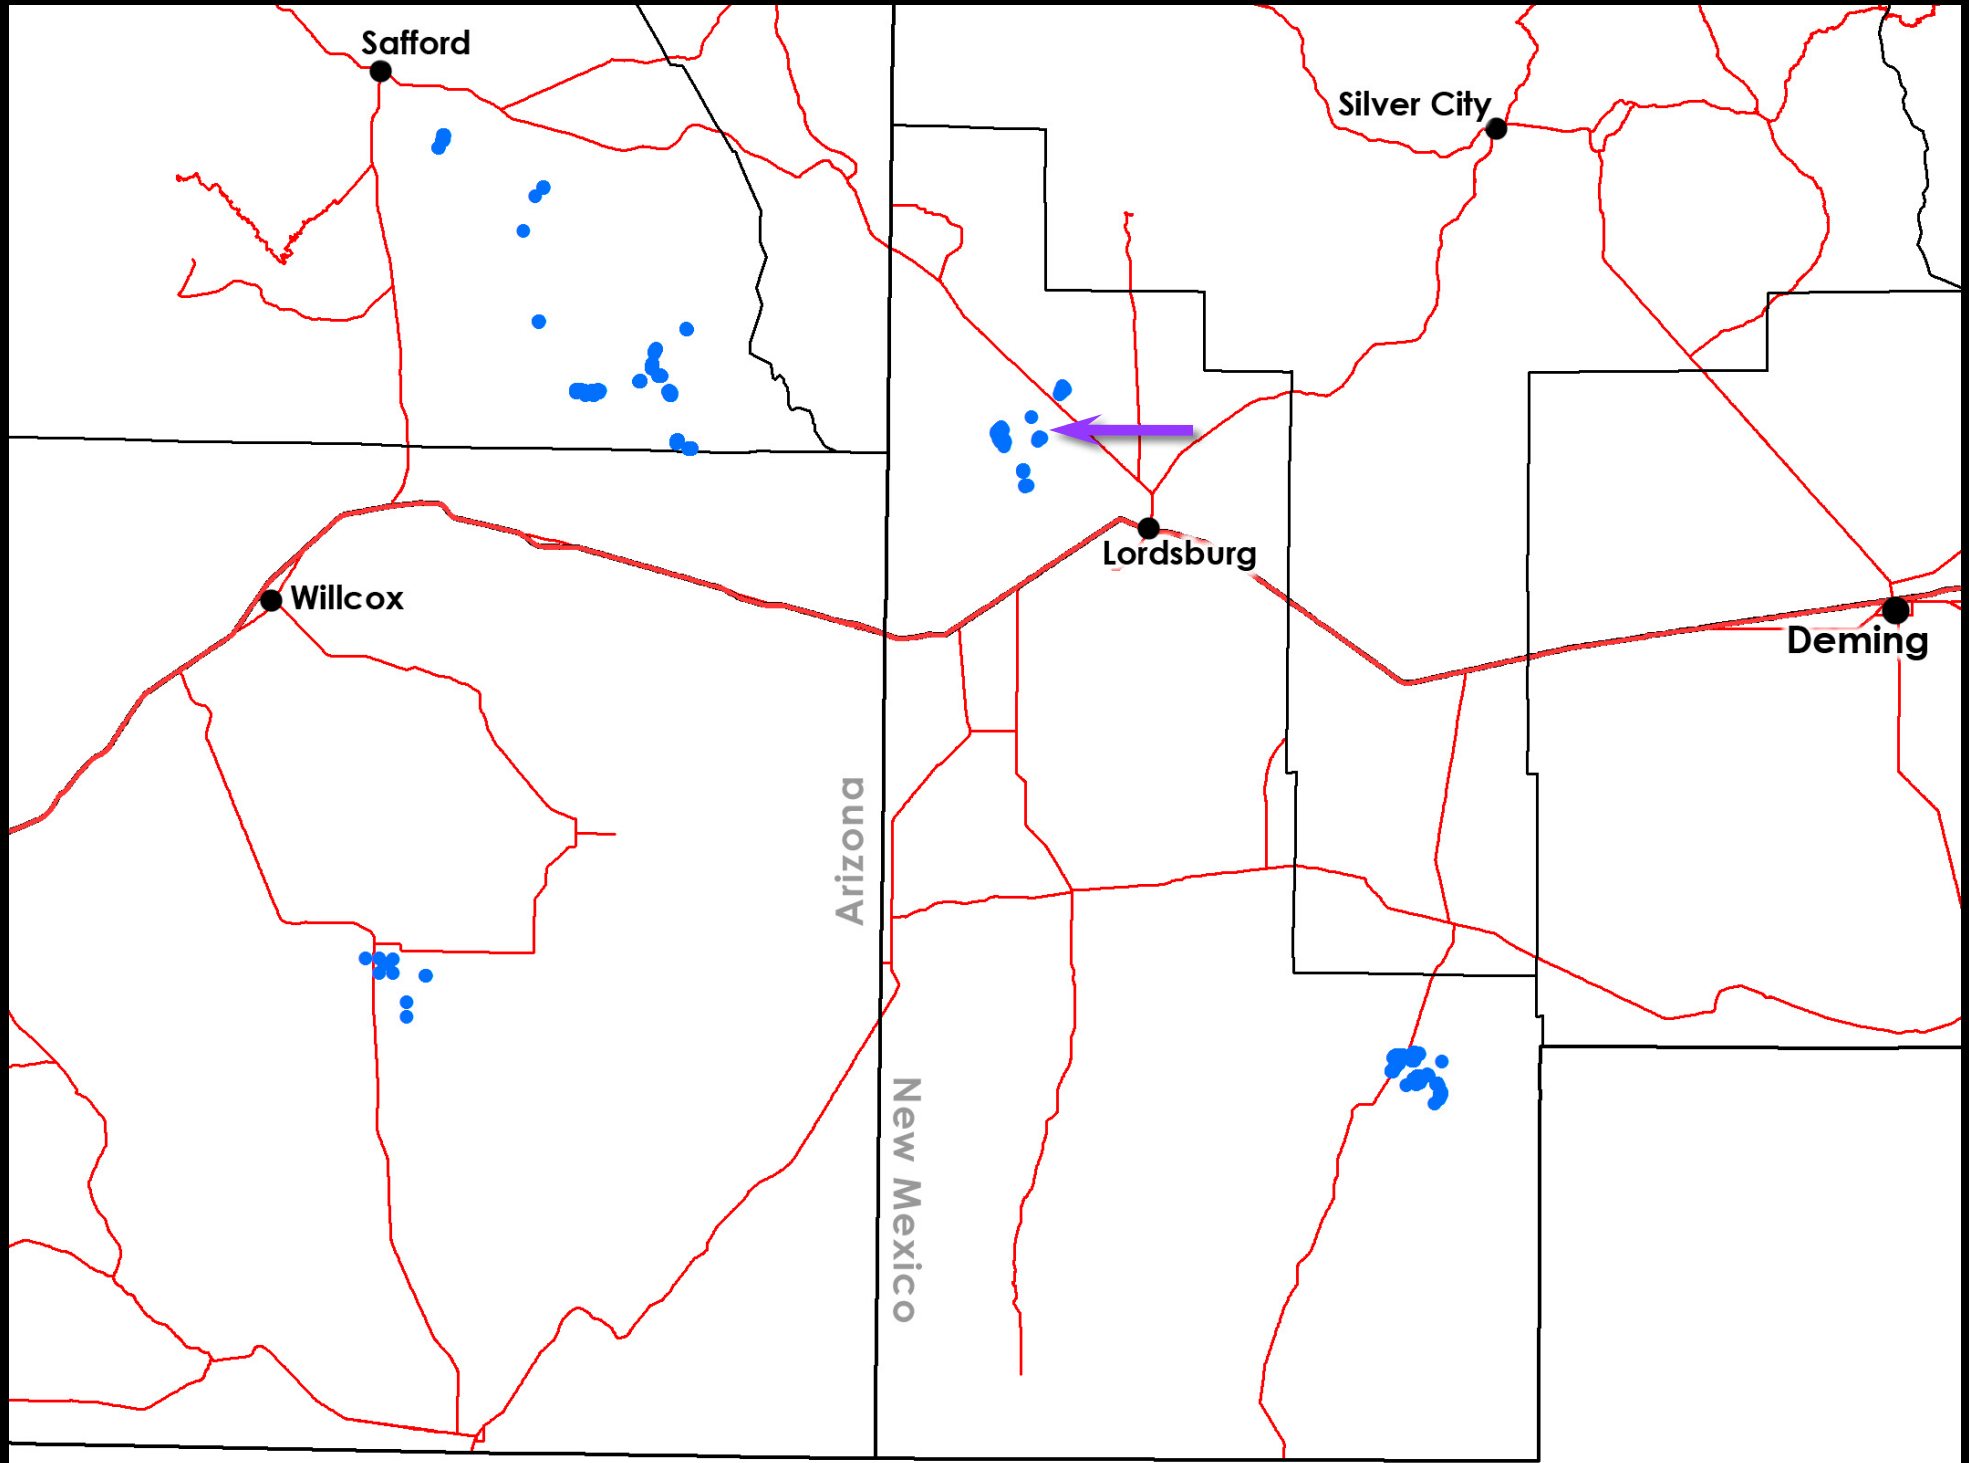 Safford
Silver City
Lordsburg
Willcox
Deming
Arizona
New Mexico